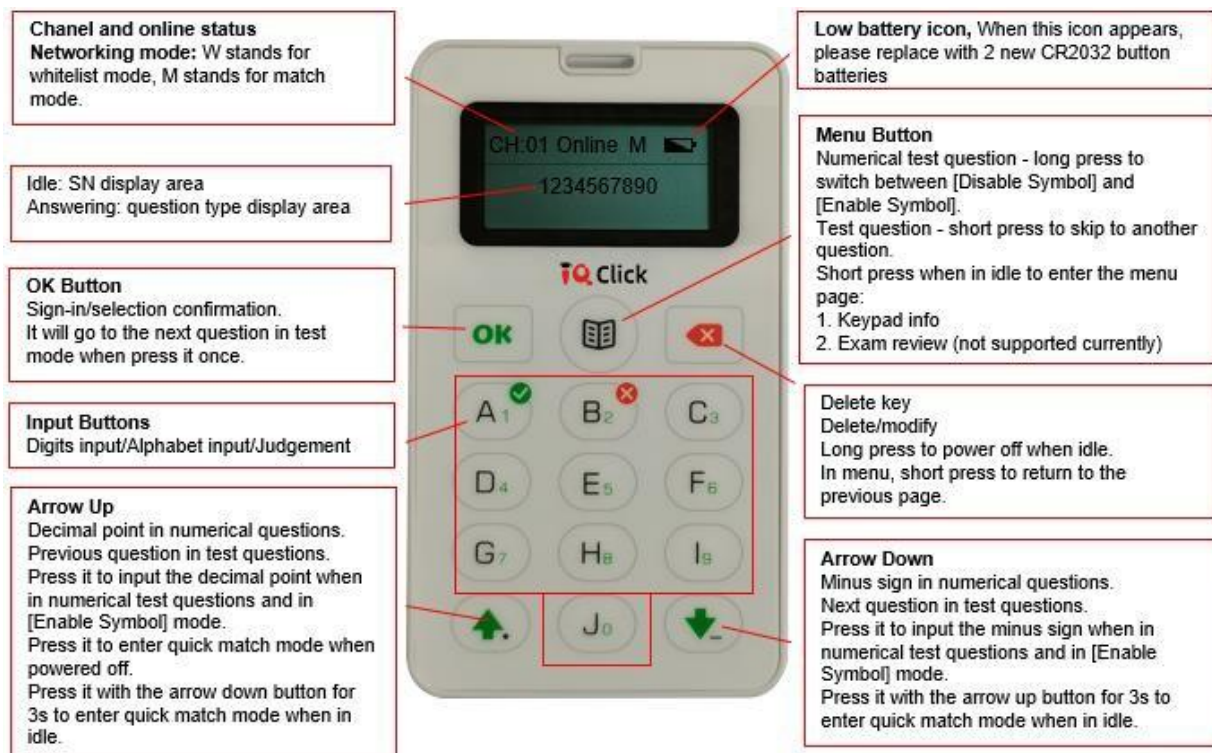 Chanel and online status
Networking mode: W stands for
whitelist mode, M stands for match
mode.
Idle: SN display area
Answering: question type display area
OK Button
Sign-in/selection confirmation.
It will go to the next question in test
mode when press it once.
Input Buttons
Digits input/Alphabet input/Judgement
Arrow Up
Decimal point in numerical questions.
Previous question in test questions.
Press it to input the decimal point when
in numerical test questions and in
[Enable Symbol] mode.
Press it to enter quick match mode when
powered off.
Press it with the arrow down button for
3s to enter quick match mode when in
idle.
CH:01 Online M
1234567890
IQ Click
OK
A1 B2 C3
D4 E5 F6
G7 H8 I9
. J0 -
Low battery icon, When this icon appears,
please replace with 2 new CR2032 button
batteries
Menu Button
Numerical test question - long press to
switch between [Disable Symbol] and
[Enable Symbol].
Test question - short press to skip to another
question.
Short press when in idle to enter the menu
page:
1. Keypad info
2. Exam review (not supported currently)
Delete key
Delete/modify
Long press to power off when idle.
In menu, short press to return to the
previous page.
Arrow Down
Minus sign in numerical questions.
Next question in test questions.
Press it to input the minus sign when in
numerical test questions and in [Enable
Symbol] mode.
Press it with the arrow up button for 3s to
enter quick match mode when in idle.